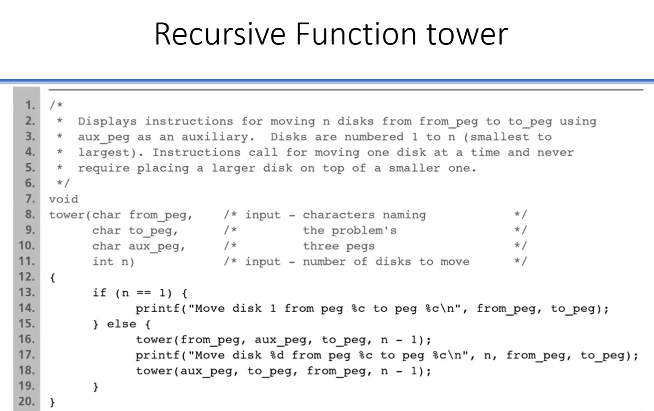 Recursive Function tower
1. /*
2.  *  Displays instructions for moving n disks from from_peg to to_peg using
3.  *  aux_peg as an auxiliary.  Disks are numbered 1 to n (smallest to
4.  *  largest). Instructions call for moving one disk at a time and never
5.  *  require placing a larger disk on top of a smaller one.
6.  */
7. void
8. tower(char from_peg,    /* input - characters naming            */
9.       char to_peg,      /*         the problem's                */
10.       char aux_peg,     /*         three pegs                   */
11.       int n)            /* input - number of disks to move      */
12. {
13.       if (n == 1) {
14.             printf("Move disk 1 from peg %c to peg %c\n", from_peg, to_peg);
15.       } else {
16.             tower(from_peg, aux_peg, to_peg, n - 1);
17.             printf("Move disk %d from peg %c to peg %c\n", n, from_peg, to_peg);
18.             tower(aux_peg, to_peg, from_peg, n - 1);
19.       }
20. }